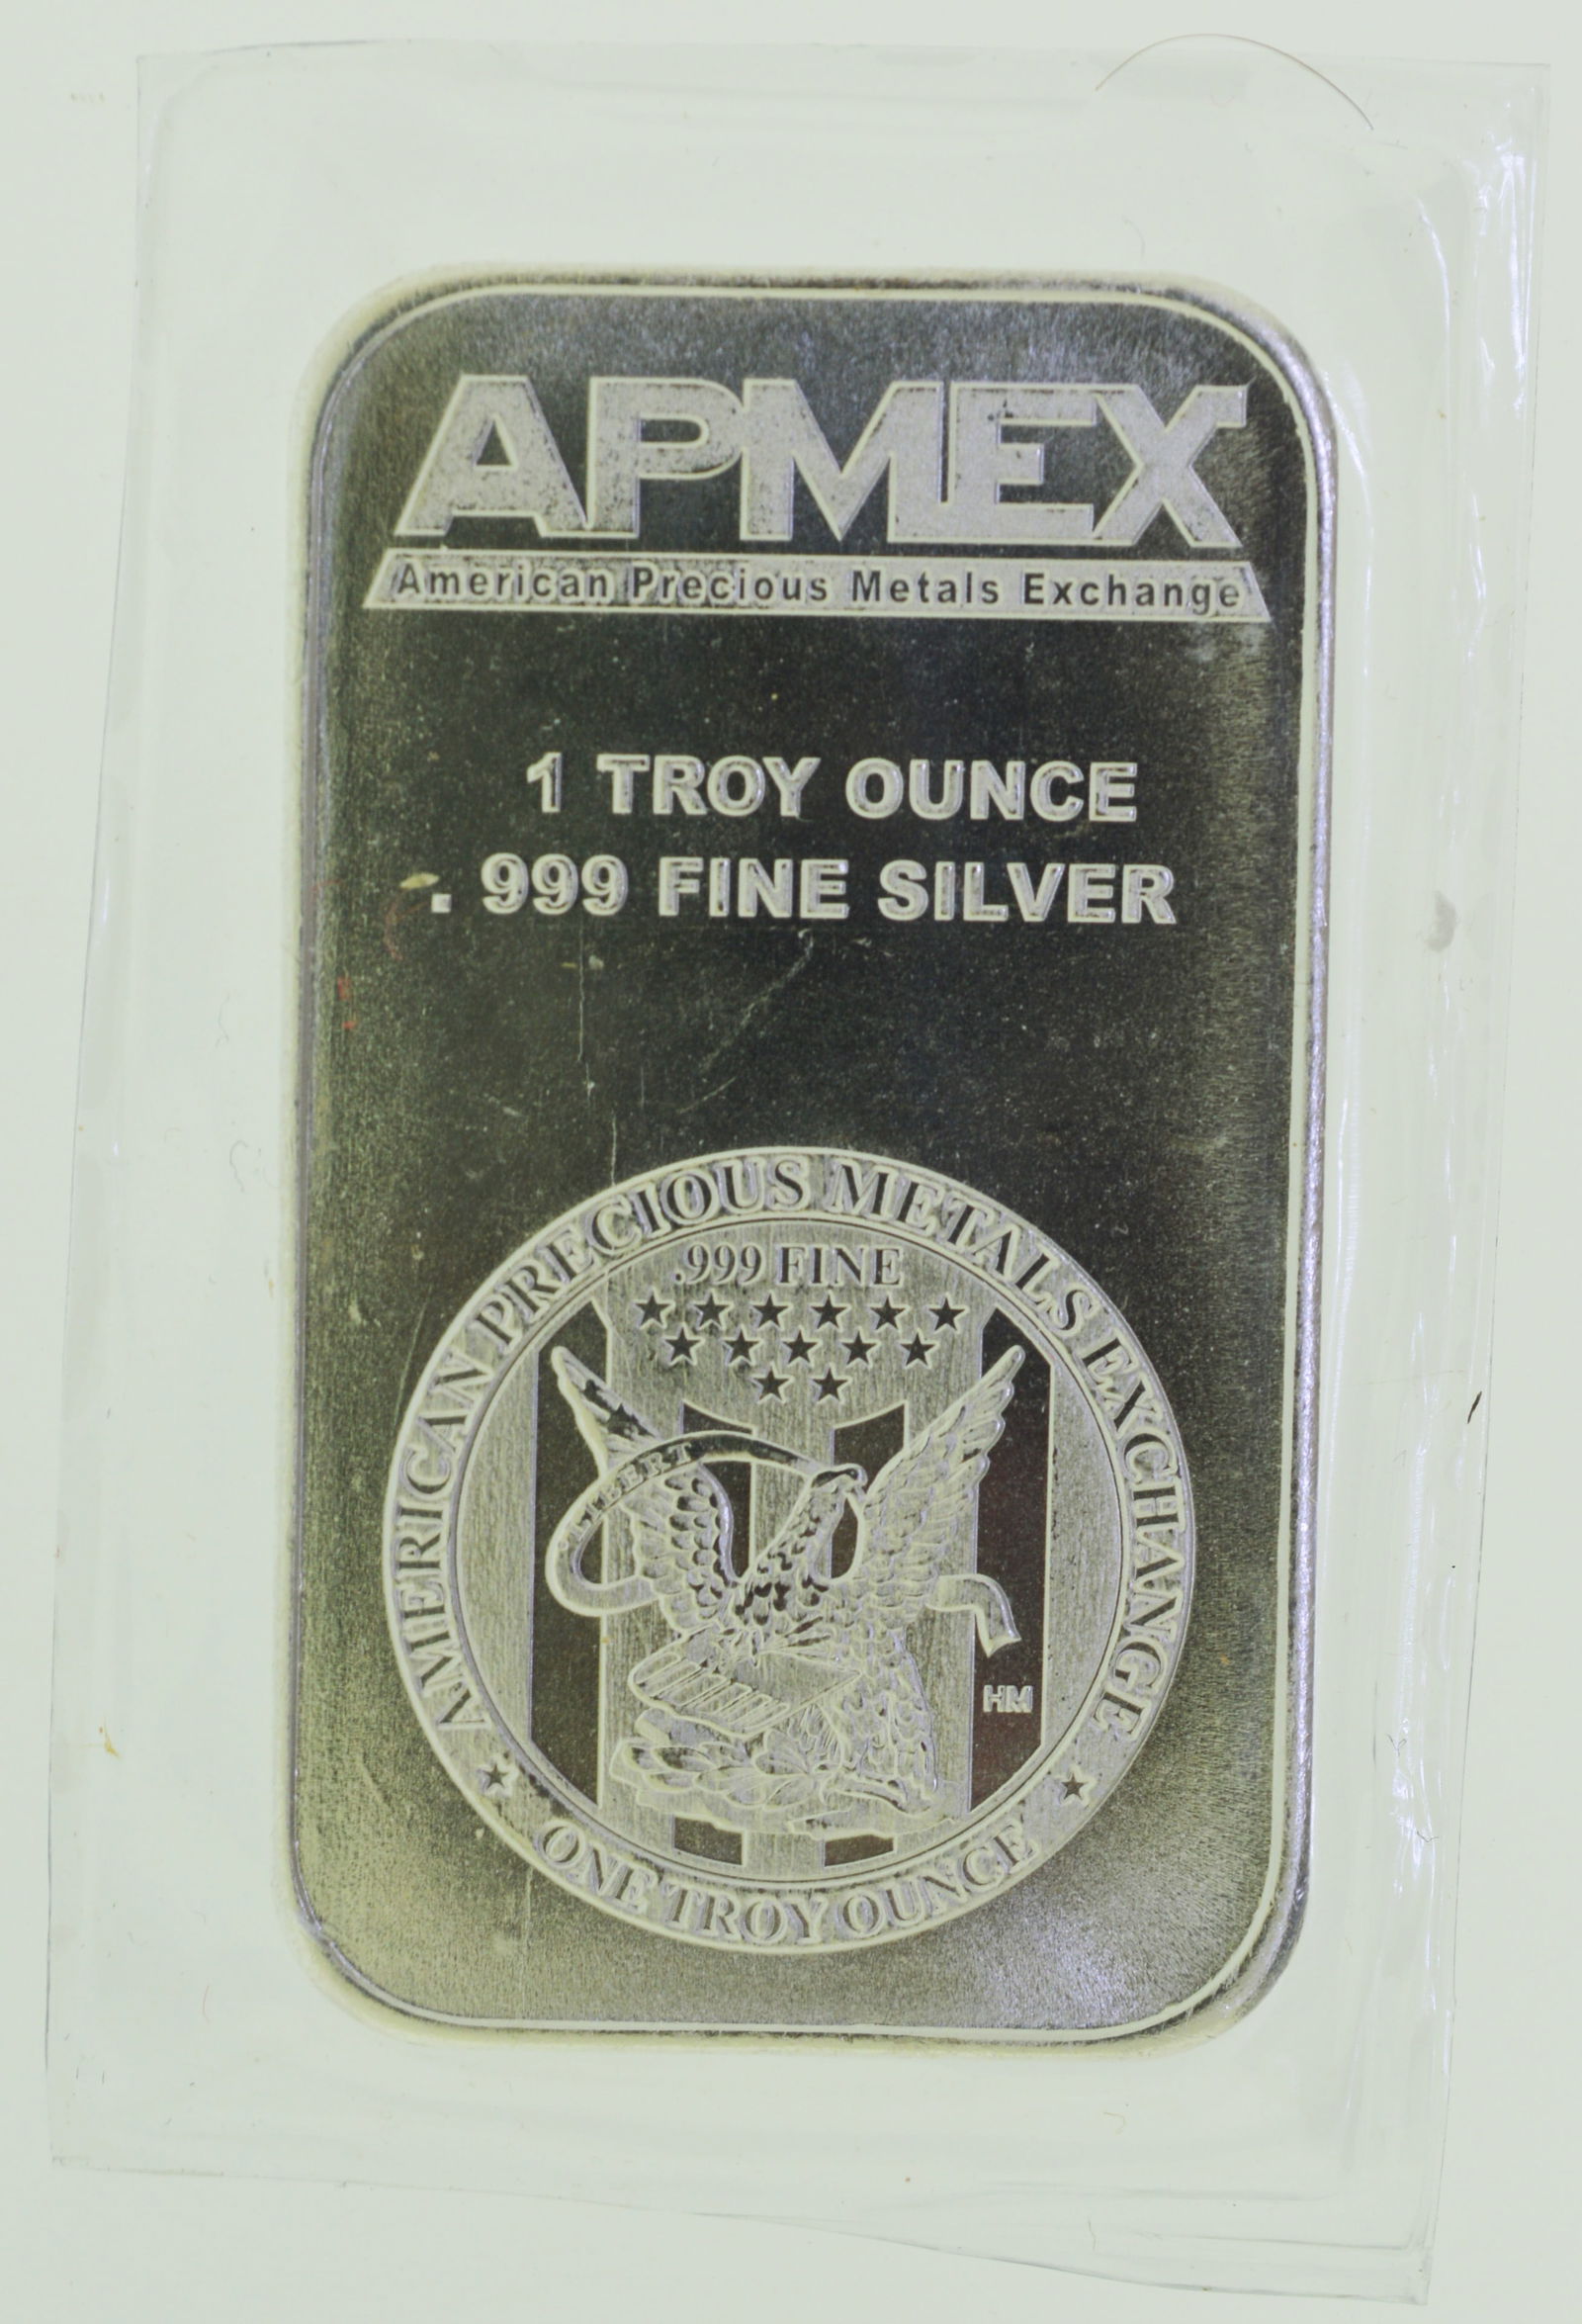 APMEX
American Precious Metals Exchange
1 TROY OUNCE
.999 FINE SILVER
AMERICAN PRECIOUS METALS EXCHANGE
.999 FINE
LIBERT
HM
ONE TROY OUNCE